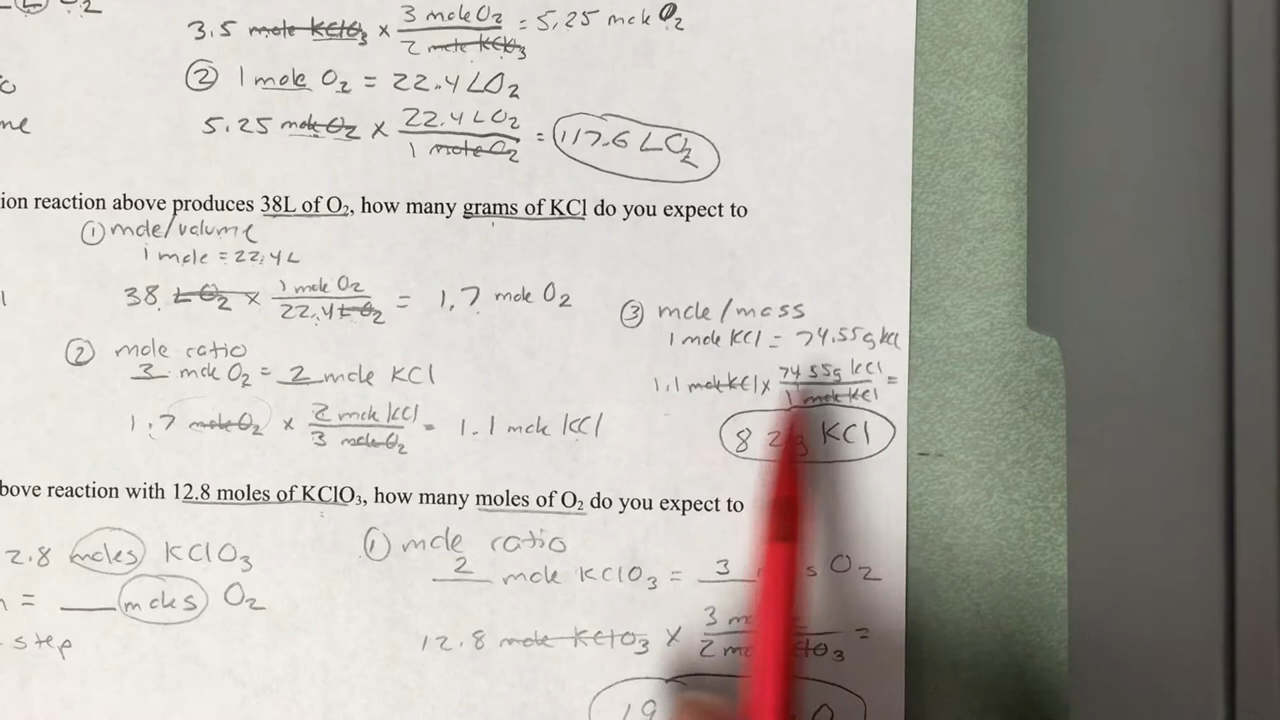 3.5 mole KClO3 × 3 mole O2 / 2 mole KClO3 = 5.25 mole O2
② 1 mole O2 = 22.4 L O2
5.25 mole O2 × 22.4 L O2 / 1 mole O2 = 117.6 L O2
ion reaction above produces 38L of O2, how many grams of KCl do you expect to
① mole/volume
1 mole = 22.4 L
38 L O2 × 1 mole O2 / 22.4 L O2 = 1.7 mole O2
② mole ratio
3 mole O2 = 2 mole KCl
1.7 mole O2 × 2 mole KCl / 3 mole O2 = 1.1 mole KCl
③ mole/mass
1 mole KCl = 74.55g KCl
1.1 mole KCl × 74.55g KCl / 1 mole KCl =
82g KCl
bove reaction with 12.8 moles of KClO3, how many moles of O2 do you expect to
2.8 moles KClO3
= ___ moles O2
step
① mole ratio
2 mole KClO3 = 3 O2
12.8 mole KClO3 × 3 / 2 =
19